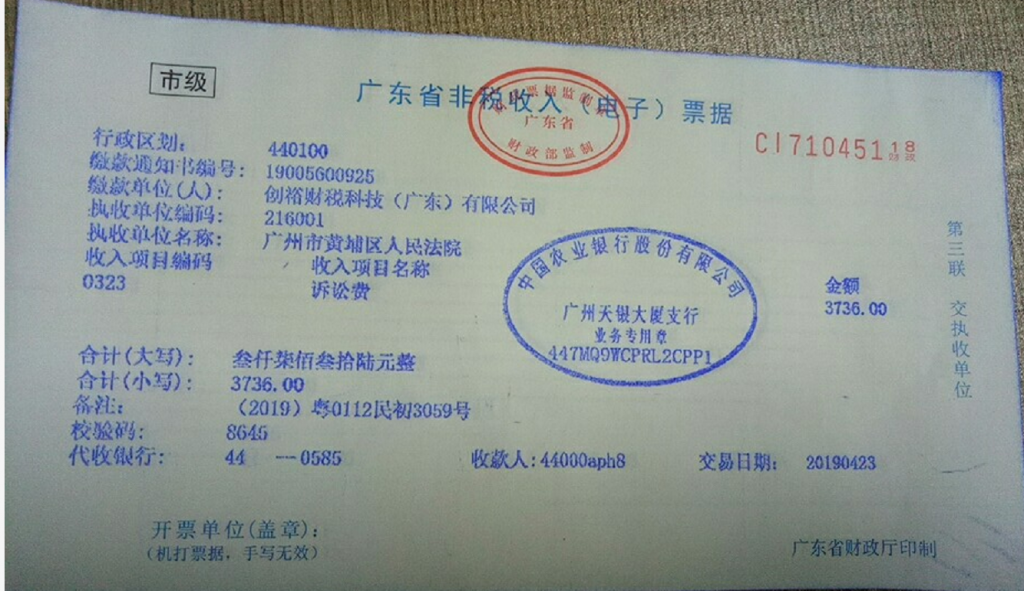 市级
广东省非税收入（电子）票据
广东省
财政部监制
CI71045118
行政区划： 440100
缴款通知书编号： 19005600925
缴款单位(人)： 创裕财税科技（广东）有限公司
执收单位编码： 216001
执收单位名称： 广州市黄埔区人民法院
收入项目编码 收入项目名称 金额
0323 诉讼费 3736.00
中国农业银行股份有限公司
广州天银大厦支行
业务专用章
447MQ9WCPRL2CPP1
第三联 交执收单位
合计(大写)： 叁仟柒佰叁拾陆元整
合计(小写)： 3736.00
备注： （2019）粤0112民初3059号
校验码： 8645
代收银行： 44 —0585 收款人:44000aph8 交易日期： 20190423
开票单位(盖章)：
(机打票据，手写无效)
广东省财政厅印制